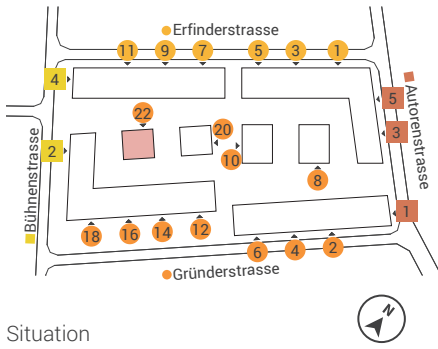 Erfinderstrasse
11 9 7 5 3 1
4
5
22
20
3
2
10
8
Autorenstrasse
Bühnenstrasse
1
18 16 14 12
6 4 2
Gründerstrasse
Situation
N